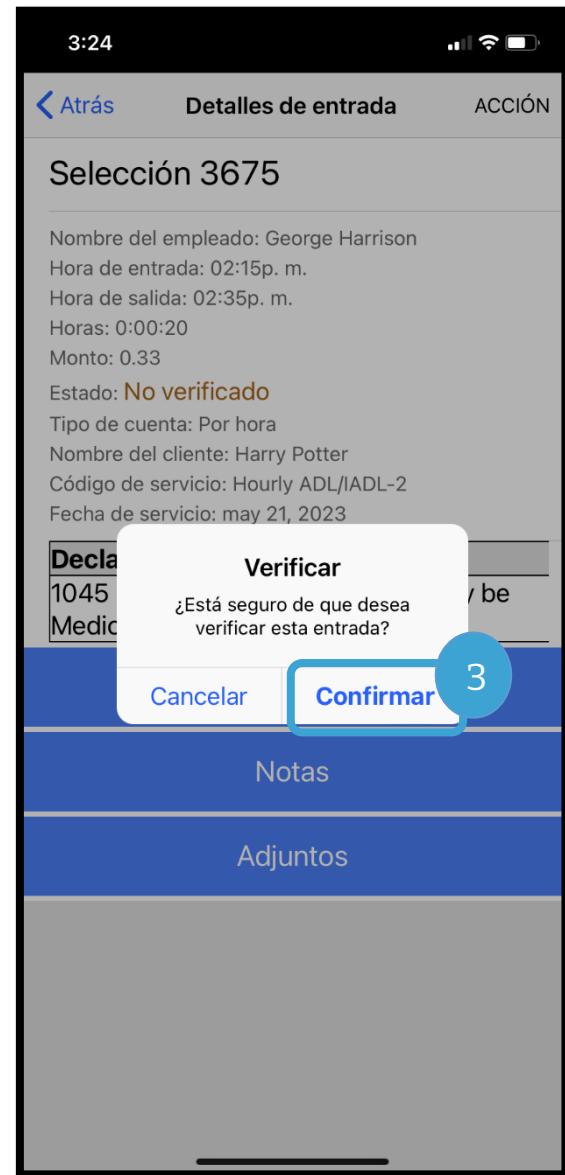 3:24
Atrás Detalles de entrada ACCIÓN
Selección 3675
Nombre del empleado: George Harrison
Hora de entrada: 02:15p. m.
Hora de salida: 02:35p. m.
Horas: 0:00:20
Monto: 0.33
Estado: No verificado
Tipo de cuenta: Por hora
Nombre del cliente: Harry Potter
Código de servicio: Hourly ADL/IADL-2
Fecha de servicio: may 21, 2023
Decla
1045 be
Medic
Verificar
¿Está seguro de que desea
verificar esta entrada?
Cancelar Confirmar 3
Notas
Adjuntos